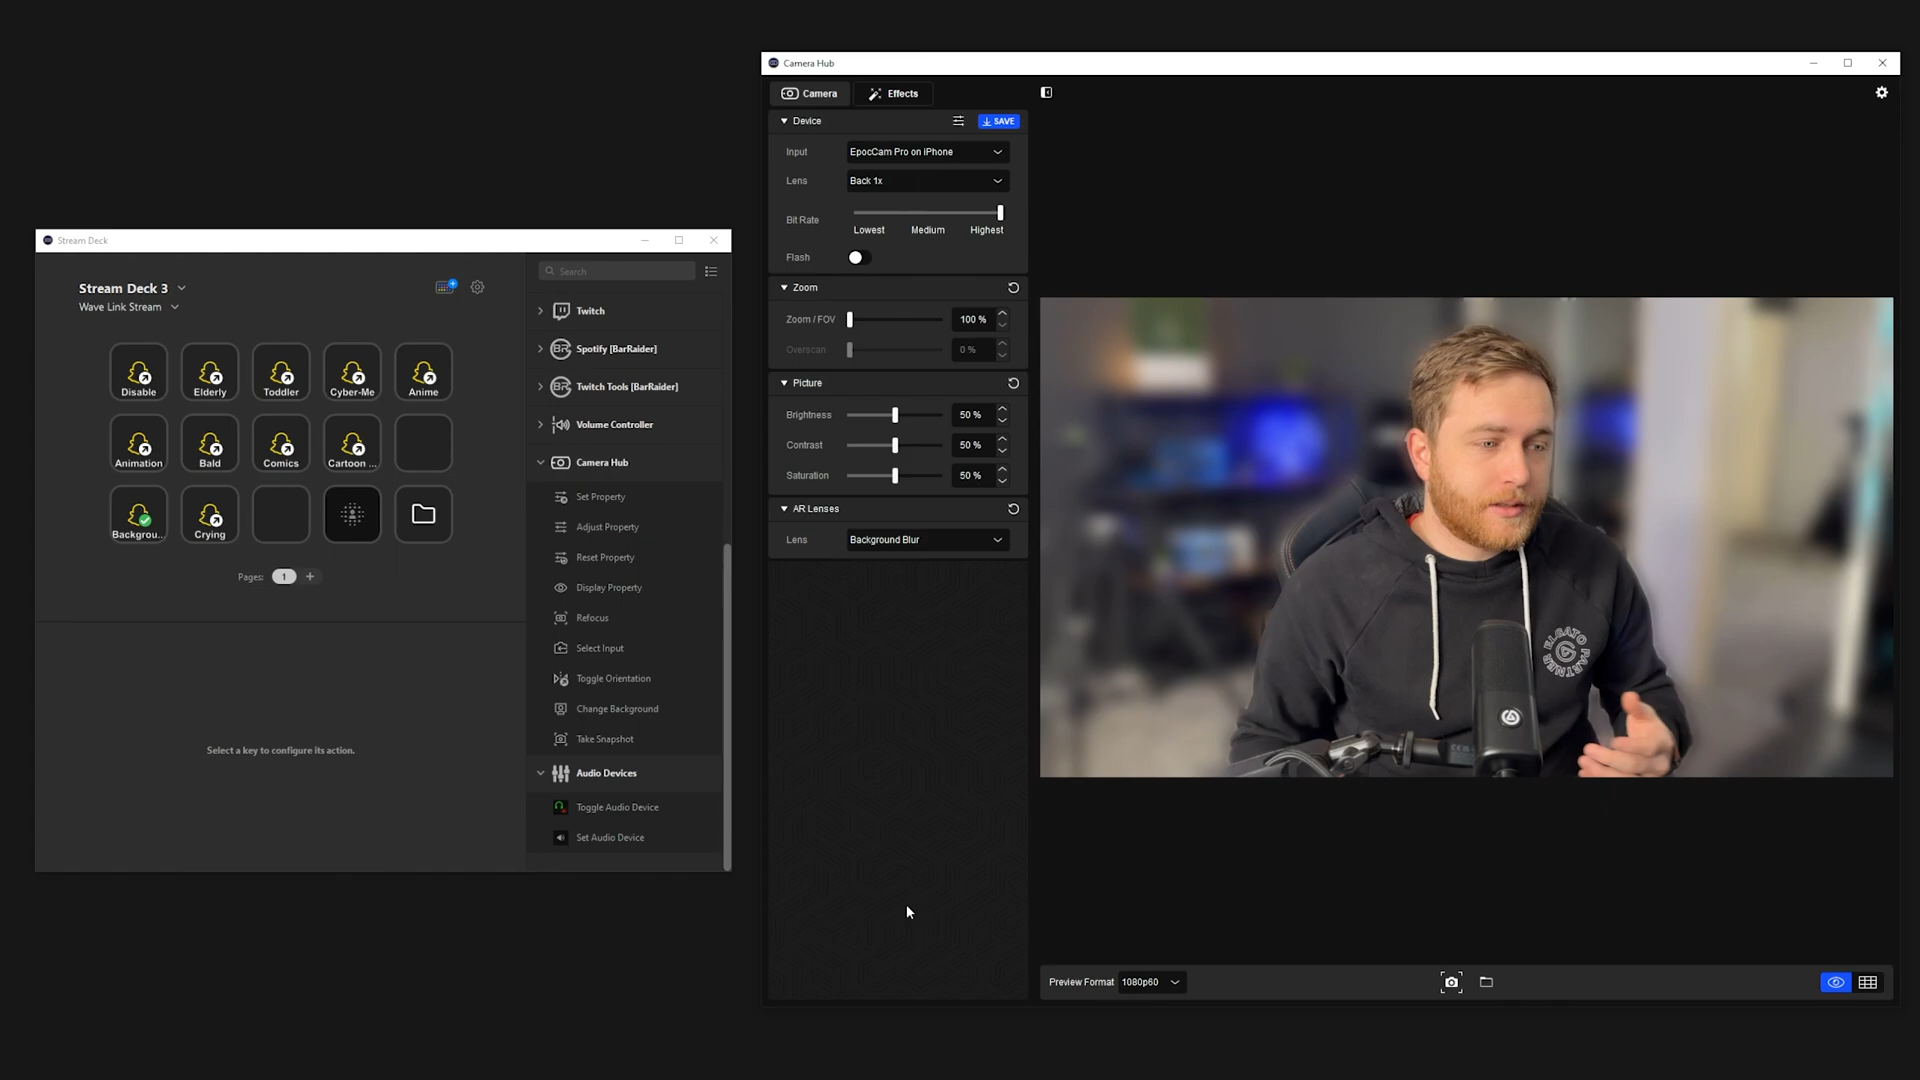 Stream Deck
Stream Deck 3
Wave Link Stream
Disable
Elderly
Toddler
Cyber-Me
Anime
Animation
Bald
Comics
Cartoon ...
Backgrou...
Crying
Pages:
1
+
Select a key to configure its action.
Search
Twitch
Spotify [BarRaider]
Twitch Tools [BarRaider]
Volume Controller
Camera Hub
Set Property
Adjust Property
Reset Property
Display Property
Refocus
Select Input
Toggle Orientation
Change Background
Take Snapshot
Audio Devices
Toggle Audio Device
Set Audio Device
Camera Hub
Camera
Effects
Device
SAVE
Input
EpocCam Pro on iPhone
Lens
Back 1x
Bit Rate
Lowest
Medium
Highest
Flash
Zoom
Zoom / FOV
100 %
Overscan
0 %
Picture
Brightness
50 %
Contrast
50 %
Saturation
50 %
AR Lenses
Lens
Background Blur
ELGATO
PARTNER
Preview Format
1080p60